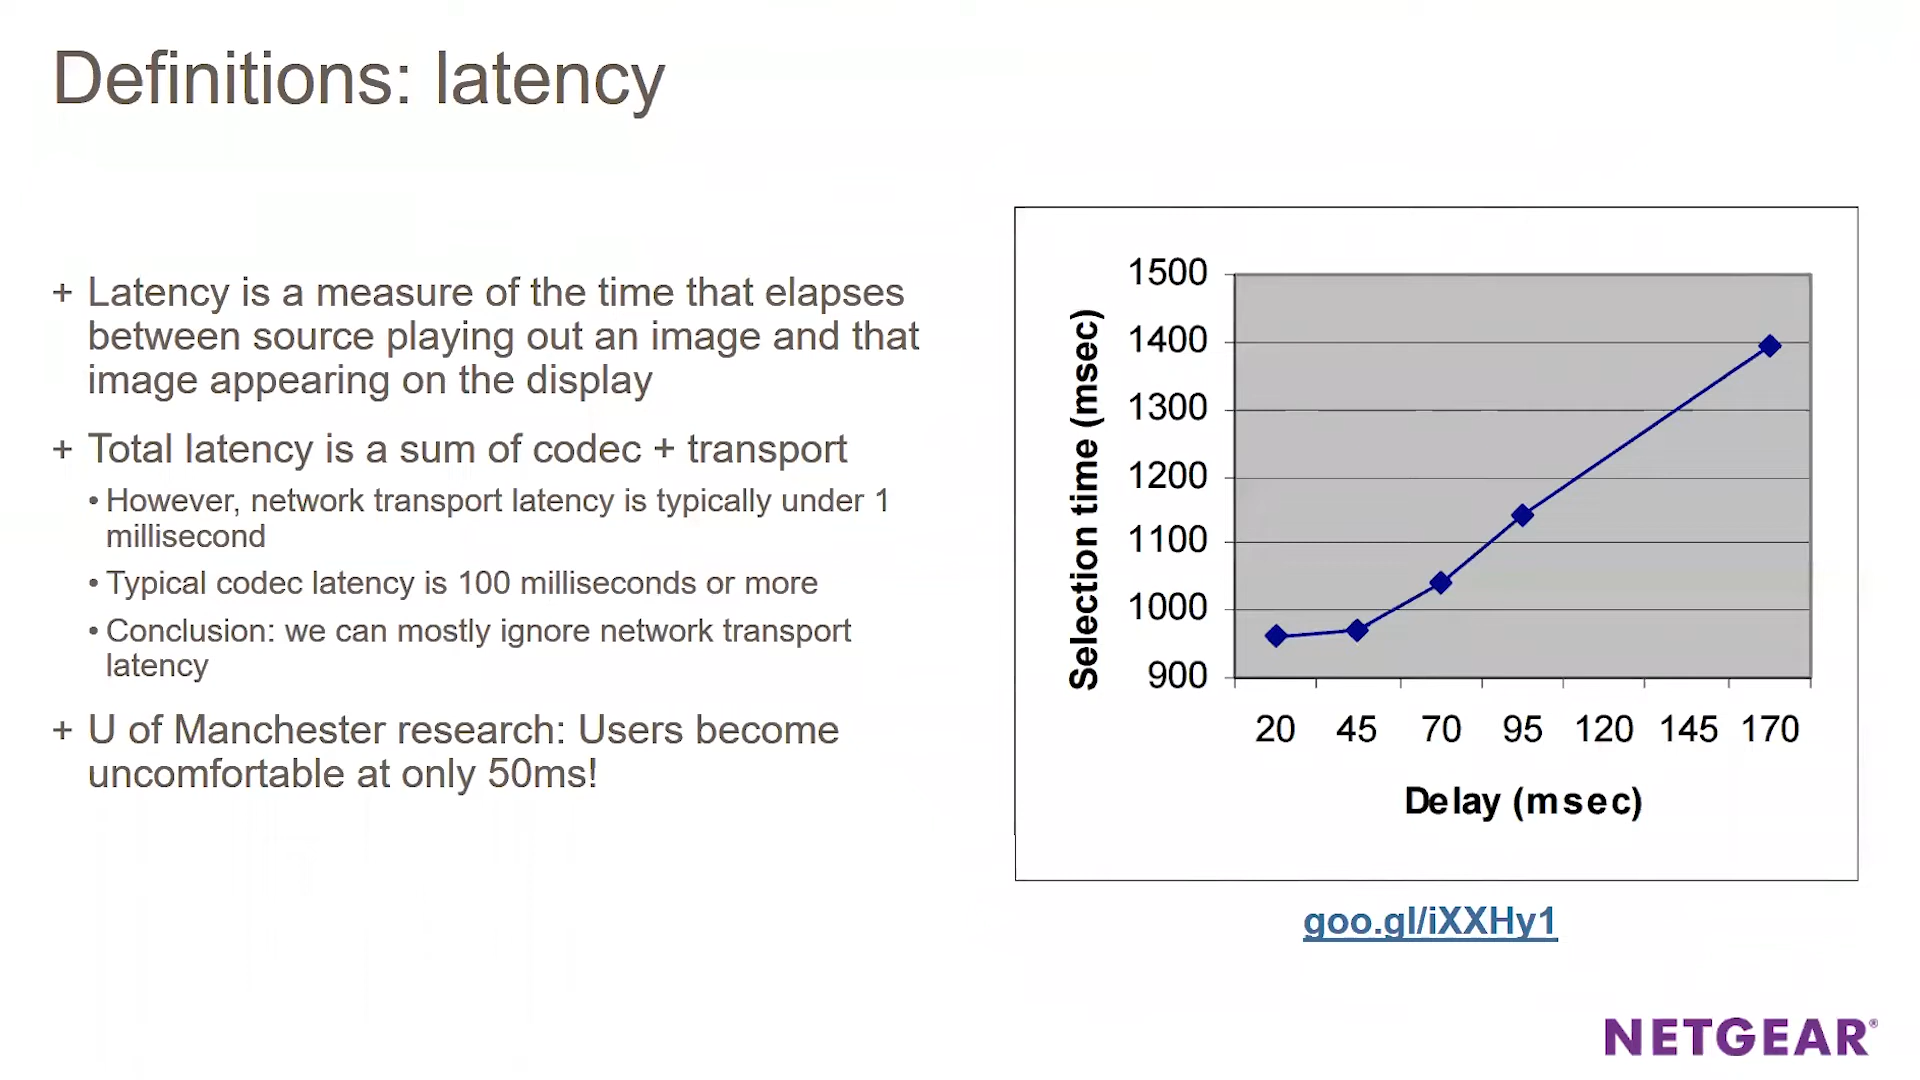 Definitions: latency
+ Latency is a measure of the time that elapses
between source playing out an image and that
image appearing on the display
+ Total latency is a sum of codec + transport
• However, network transport latency is typically under 1
millisecond
• Typical codec latency is 100 milliseconds or more
• Conclusion: we can mostly ignore network transport
latency
+ U of Manchester research: Users become
uncomfortable at only 50ms!
Selection time (msec)
1500
1400
1300
1200
1100
1000
900
20 45 70 95 120 145 170
Delay (msec)
goo.gl/iXXHy1
NETGEAR®